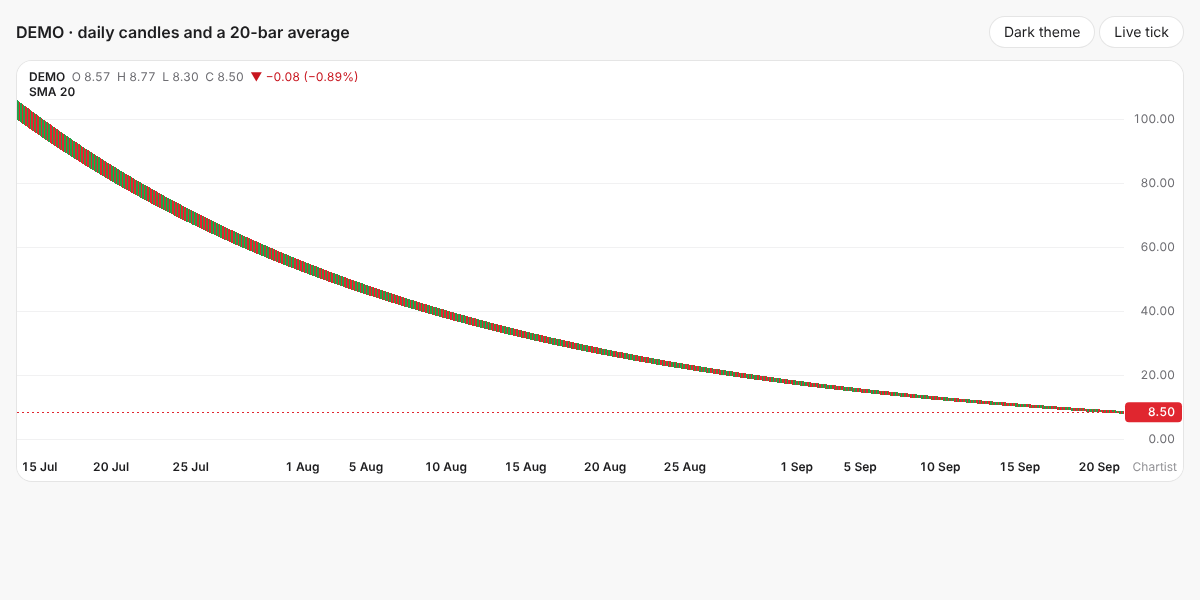 DEMO · daily candles and a 20-bar average
Dark theme
Live tick
DEMO O 8.57 H 8.77 L 8.30 C 8.50 ▼ −0.08 (−0.89%)
SMA 20
100.00
80.00
60.00
40.00
20.00
8.50
0.00
15 Jul 20 Jul 25 Jul 1 Aug 5 Aug 10 Aug 15 Aug 20 Aug 25 Aug 1 Sep 5 Sep 10 Sep 15 Sep 20 Sep Chartist